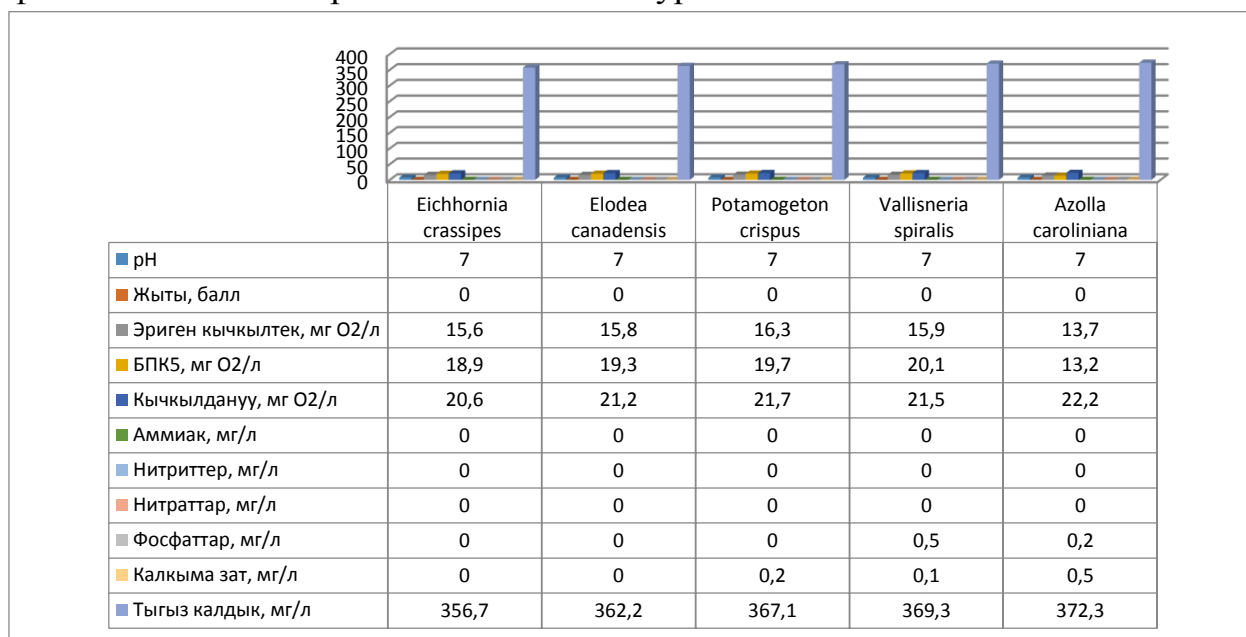 400
350
300
250
200
150
100
50
0
Eichhornia crassipes Elodea canadensis Potamogeton crispus Vallisneria spiralis Azolla caroliniana
pH 7 7 7 7 7
Жыты, балл 0 0 0 0 0
Эриген кычкылтек, мг О2/л 15,6 15,8 16,3 15,9 13,7
БПК5, мг О2/л 18,9 19,3 19,7 20,1 13,2
Кычкылдануу, мг О2/л 20,6 21,2 21,7 21,5 22,2
Аммиак, мг/л 0 0 0 0 0
Нитриттер, мг/л 0 0 0 0 0
Нитраттар, мг/л 0 0 0 0 0
Фосфаттар, мг/л 0 0 0 0,5 0,2
Калкыма зат, мг/л 0 0 0,2 0,1 0,5
Тыгыз калдык, мг/л 356,7 362,2 367,1 369,3 372,3